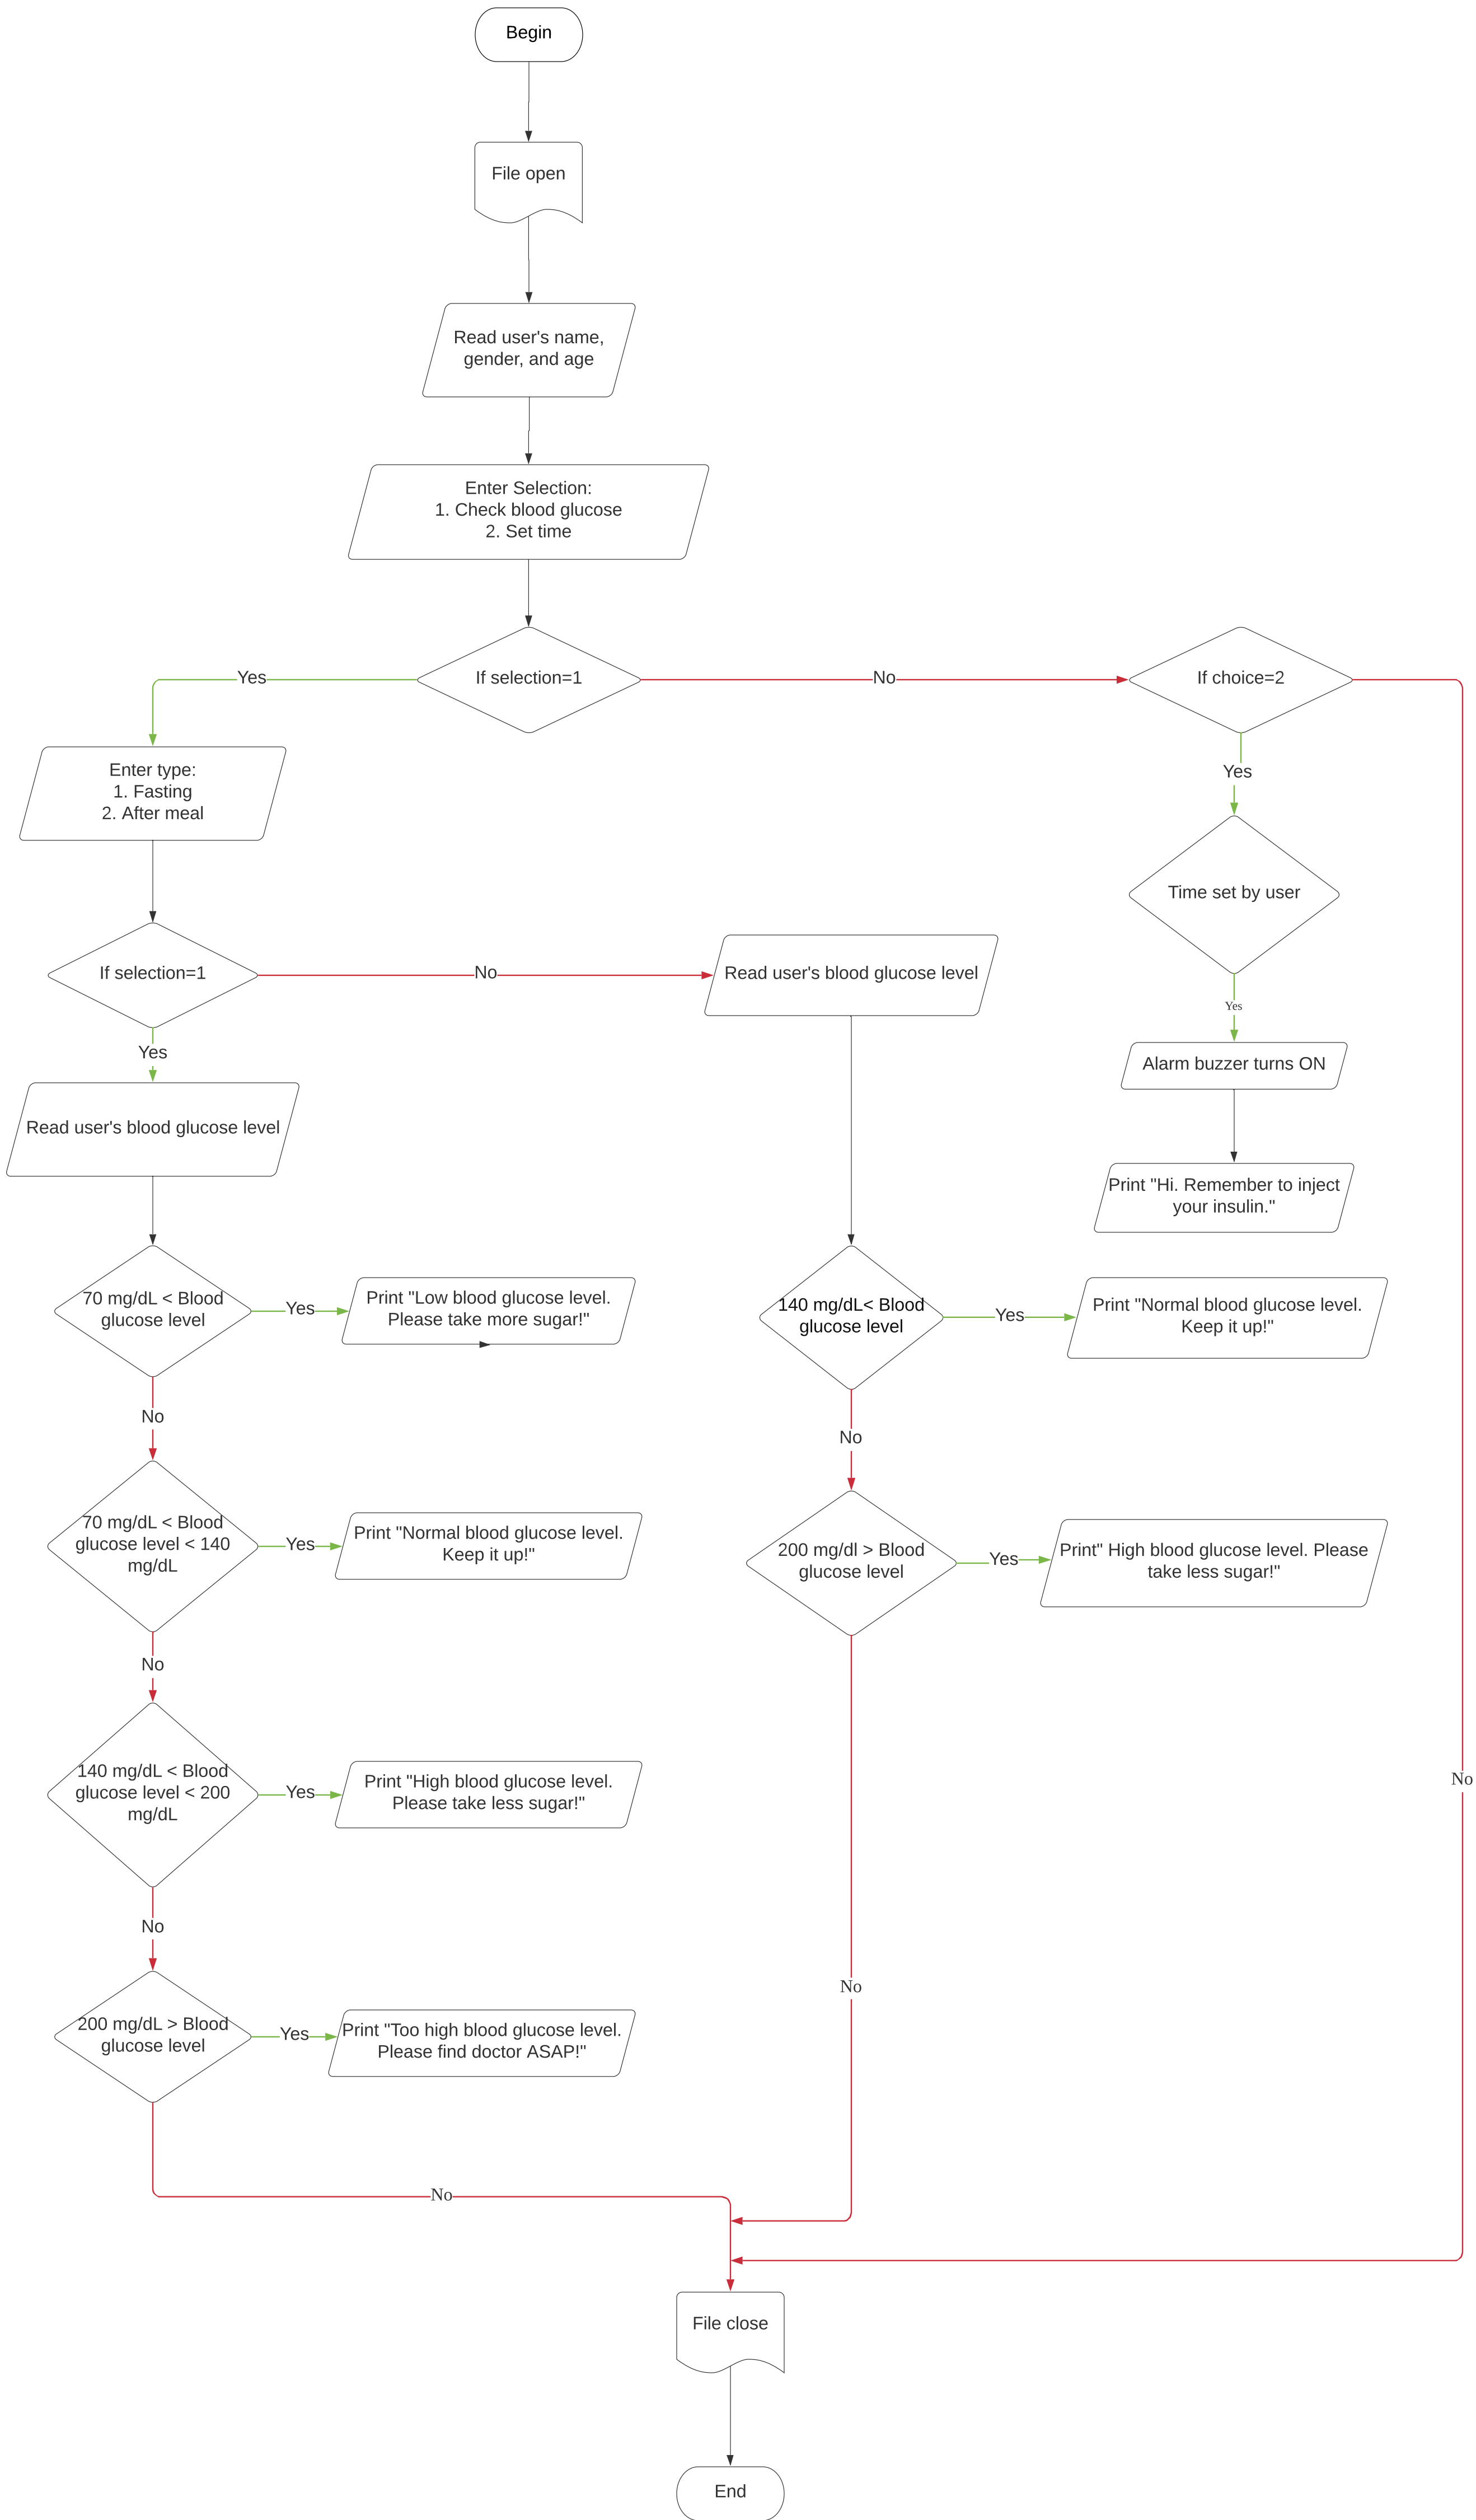 Begin
File open
Read user's name,
gender, and age
Enter Selection:
1. Check blood glucose
2. Set time
Yes
If selection=1
No
If choice=2
Enter type:
1. Fasting
2. After meal
Yes
Time set by user
If selection=1
No
Read user's blood glucose level
Yes
Yes
Alarm buzzer turns ON
Read user's blood glucose level
Print "Hi. Remember to inject
your insulin."
70 mg/dL < Blood
glucose level
Yes
Print "Low blood glucose level.
Please take more sugar!"
140 mg/dL< Blood
glucose level
Yes
Print "Normal blood glucose level.
Keep it up!"
No
No
70 mg/dL < Blood
glucose level < 140
mg/dL
Yes
Print "Normal blood glucose level.
Keep it up!"
200 mg/dl > Blood
glucose level
Yes
Print" High blood glucose level. Please
take less sugar!"
No
140 mg/dL < Blood
glucose level < 200
mg/dL
Yes
Print "High blood glucose level.
Please take less sugar!"
No
No
No
200 mg/dL > Blood
glucose level
Yes
Print "Too high blood glucose level.
Please find doctor ASAP!"
No
File close
End